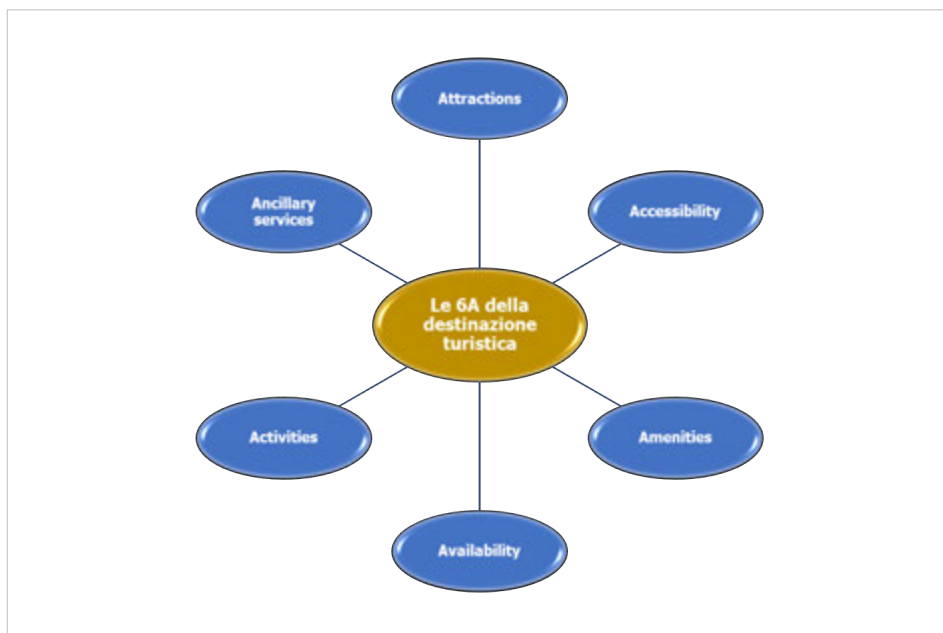 Attractions
Ancillary
services
Accessibility
Le 6A della
destinazione
turistica
Activities
Amenities
Availability